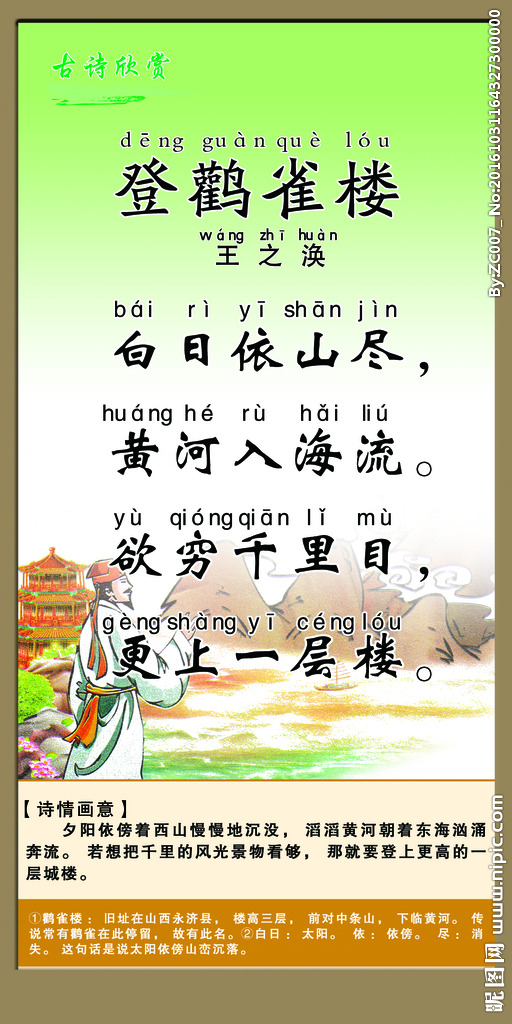 古诗欣赏
dēng guàn què lóu
登鹳雀楼
wáng zhī huàn
王之涣
bái rì yī shān jìn
白日依山尽，
huáng hé rù hǎi liú
黄河入海流。
yù qióng qiān lǐ mù
欲穷千里目，
gèng shàng yī céng lóu
更上一层楼。
【诗情画意】
夕阳依傍着西山慢慢地沉没， 滔滔黄河朝着东海汹涌
奔流。 若想把千里的风光景物看够， 那就要登上更高的一
层城楼。
①鹳雀楼： 旧址在山西永济县， 楼高三层， 前对中条山， 下临黄河。 传
说常有鹳雀在此停留， 故有此名。②白日： 太阳。 依： 依傍。 尽： 消
失。 这句话是说太阳依傍山峦沉落。
By:ZC007_ No:20161031164327300000
昵图网 www.nipic.com